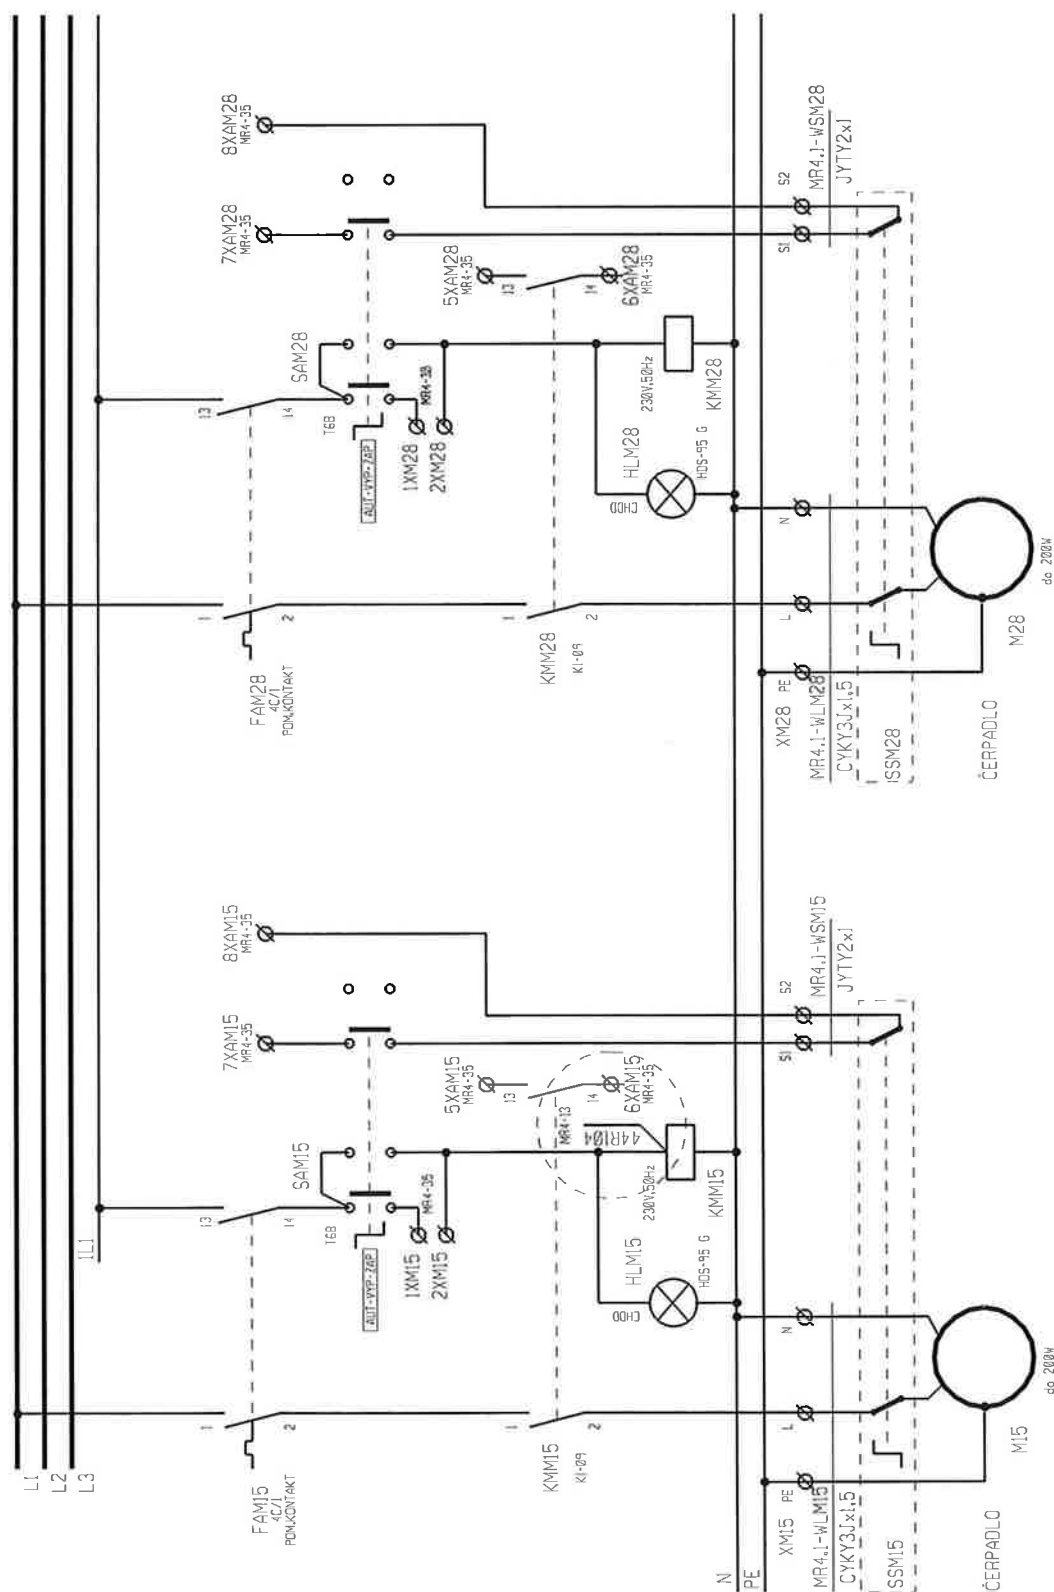 L1
L2
L3
1L1
FAM15
4C/1
POM.KONTAKT
1
2
13
14
SAM15
T6B
AUT-VYP-ZAP
1XM15
2XM15
MR4-35
7XAM15
MR4-35
8XAM15
MR4-35
KMM15
K1-09
1
2
5XAM15
MR4-35
13
14
6XAM15
MR4-35
MR4-13
HLM15
CHOD
HDS-95 G
230V,50Hz
KMM15
N
PE
XM15
PE
L
N
S1
S2
MR4.1-WLM15
CYKY3Jx1,5
MR4.1-WSM15
JYTY2x1
SSM15
ČERPADLO
M15
do 200W
FAM28
4C/1
POM.KONTAKT
1
2
13
14
SAM28
T6B
AUT-VYP-ZAP
1XM28
2XM28
7XAM28
MR4-35
8XAM28
MR4-35
KMM28
K1-09
1
2
5XAM28
MR4-35
13
14
6XAM28
MR4-35
HLM28
CHOD
HDS-95 G
230V,50Hz
KMM28
XM28
PE
L
N
S1
S2
MR4.1-WLM28
CYKY3Jx1,5
MR4.1-WSM28
JYTY2x1
SSM28
ČERPADLO
M28
do 200W